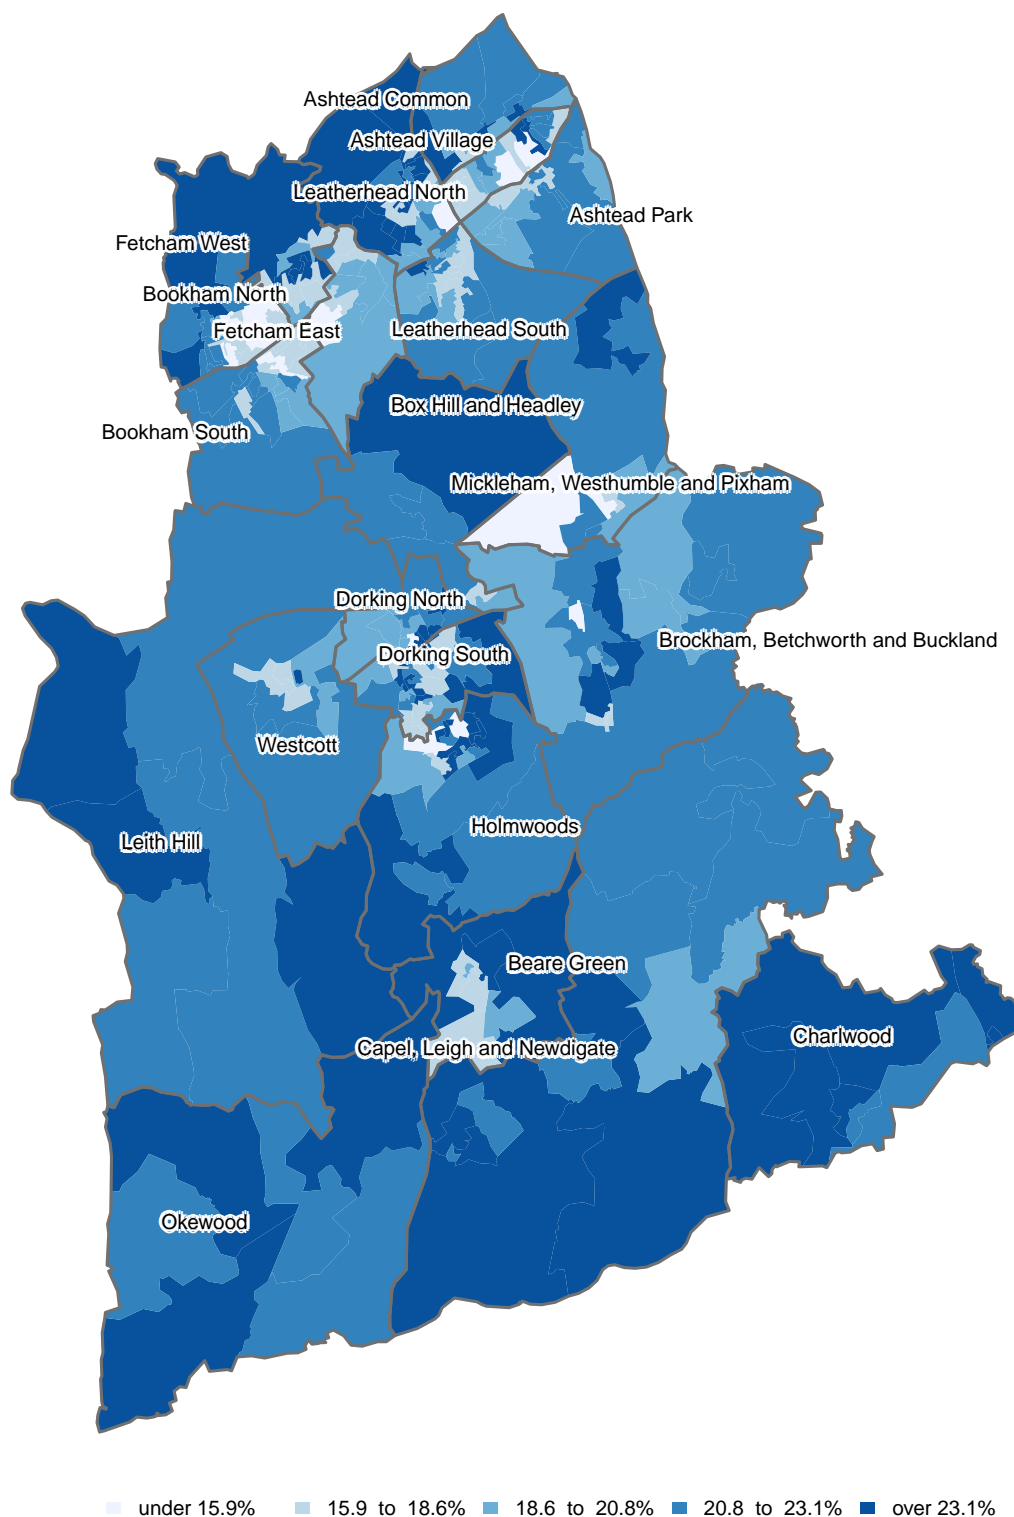 Ashtead Common
Ashtead Village
Leatherhead North
Ashtead Park
Fetcham West
Bookham North
Fetcham East
Leatherhead South
Box Hill and Headley
Bookham South
Mickleham, Westhumble and Pixham
Dorking North
Brockham, Betchworth and Buckland
Dorking South
Westcott
Holmwoods
Leith Hill
Beare Green
Charlwood
Capel, Leigh and Newdigate
Okewood
under 15.9% 15.9 to 18.6% 18.6 to 20.8% 20.8 to 23.1% over 23.1%